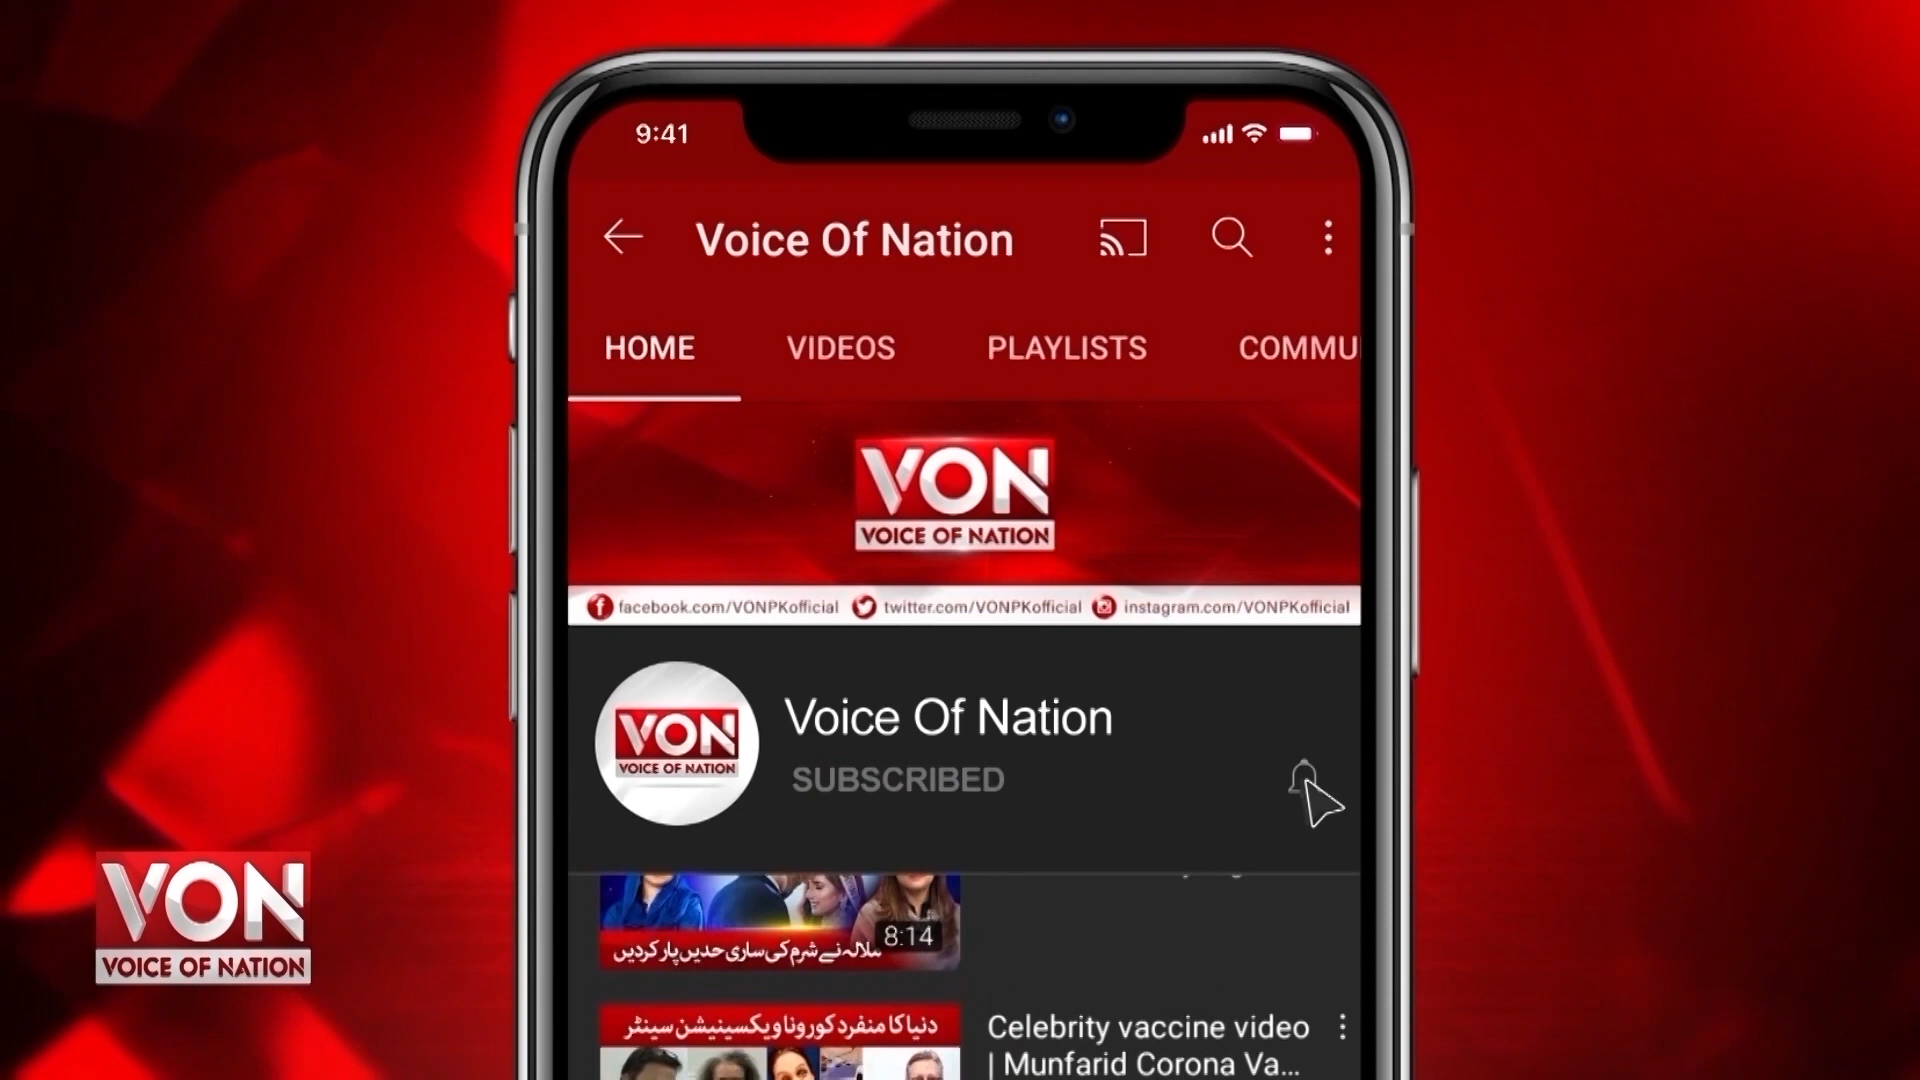 9:41
Voice Of Nation
HOME VIDEOS PLAYLISTS COMMU
VON
VOICE OF NATION
facebook.com/VONPKofficial twitter.com/VONPKofficial instagram.com/VONPKofficial
VON
VOICE OF NATION
Voice Of Nation
SUBSCRIBED
8:14
ملالہ نے شرم کی ساری حدیں پار کردیں
دنیا کا منفرد کورونا ویکسینیشن سینٹر
Celebrity vaccine video
| Munfarid Corona Va...
VON
VOICE OF NATION